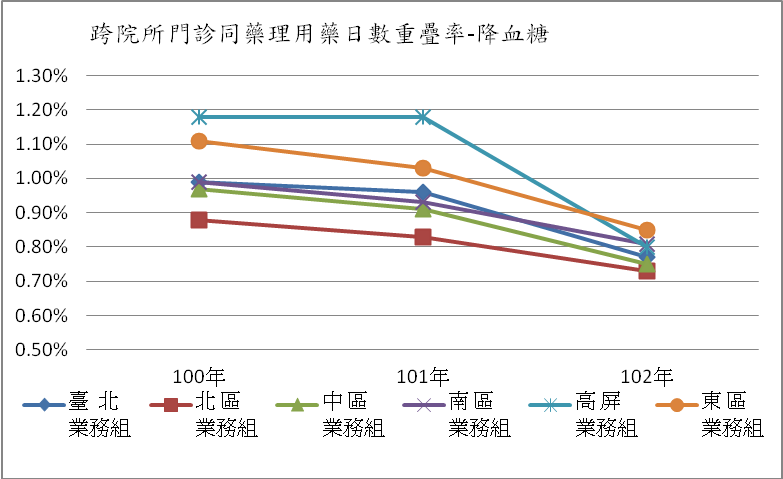 跨院所門診同藥理用藥日數重疊率-降血糖
1.30%
1.20%
1.10%
1.00%
0.90%
0.80%
0.70%
0.60%
0.50%
100年 101年 102年
臺北 北區 中區 南區 高屏 東區
業務組 業務組 業務組 業務組 業務組 業務組